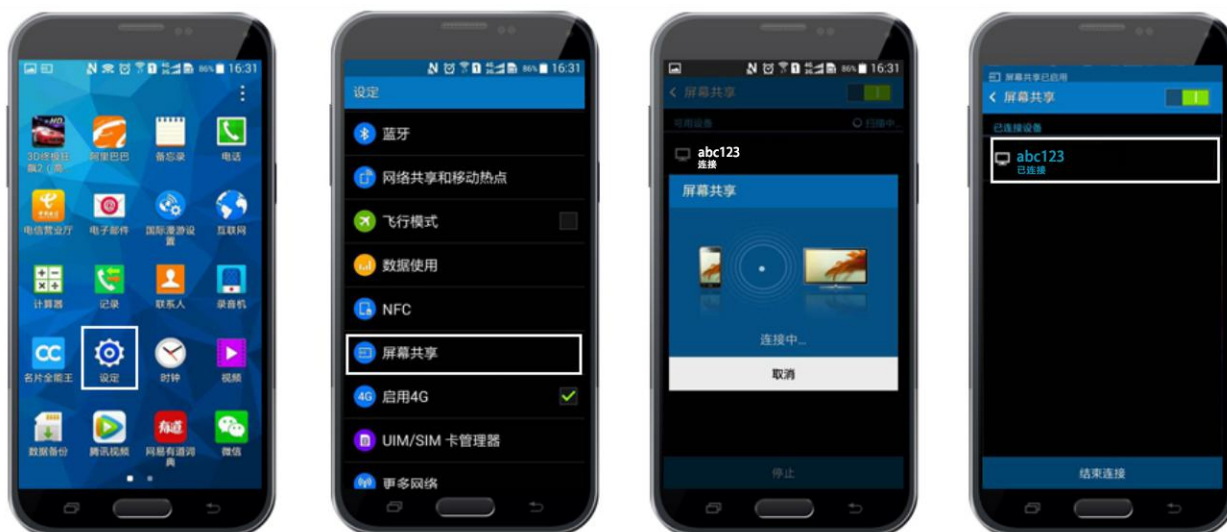 86% 16:31
3D终极狂飙2（高...
阿里巴巴
备忘录
电话
电信营业厅
电子邮件
国际漫游设置
互联网
计算器
记录
联系人
录音机
名片全能王
设定
时钟
视频
数据备份
腾讯视频
网易有道词典
微信
86% 16:31
设定
蓝牙
网络共享和移动热点
飞行模式
数据使用
NFC
屏幕共享
启用4G
UIM/SIM 卡管理器
更多网络
86% 16:31
屏幕共享
可用设备 扫描中...
abc123
连接
屏幕共享
连接中...
取消
停止
屏幕共享已启用
屏幕共享
已连接设备
abc123
已连接
结束连接